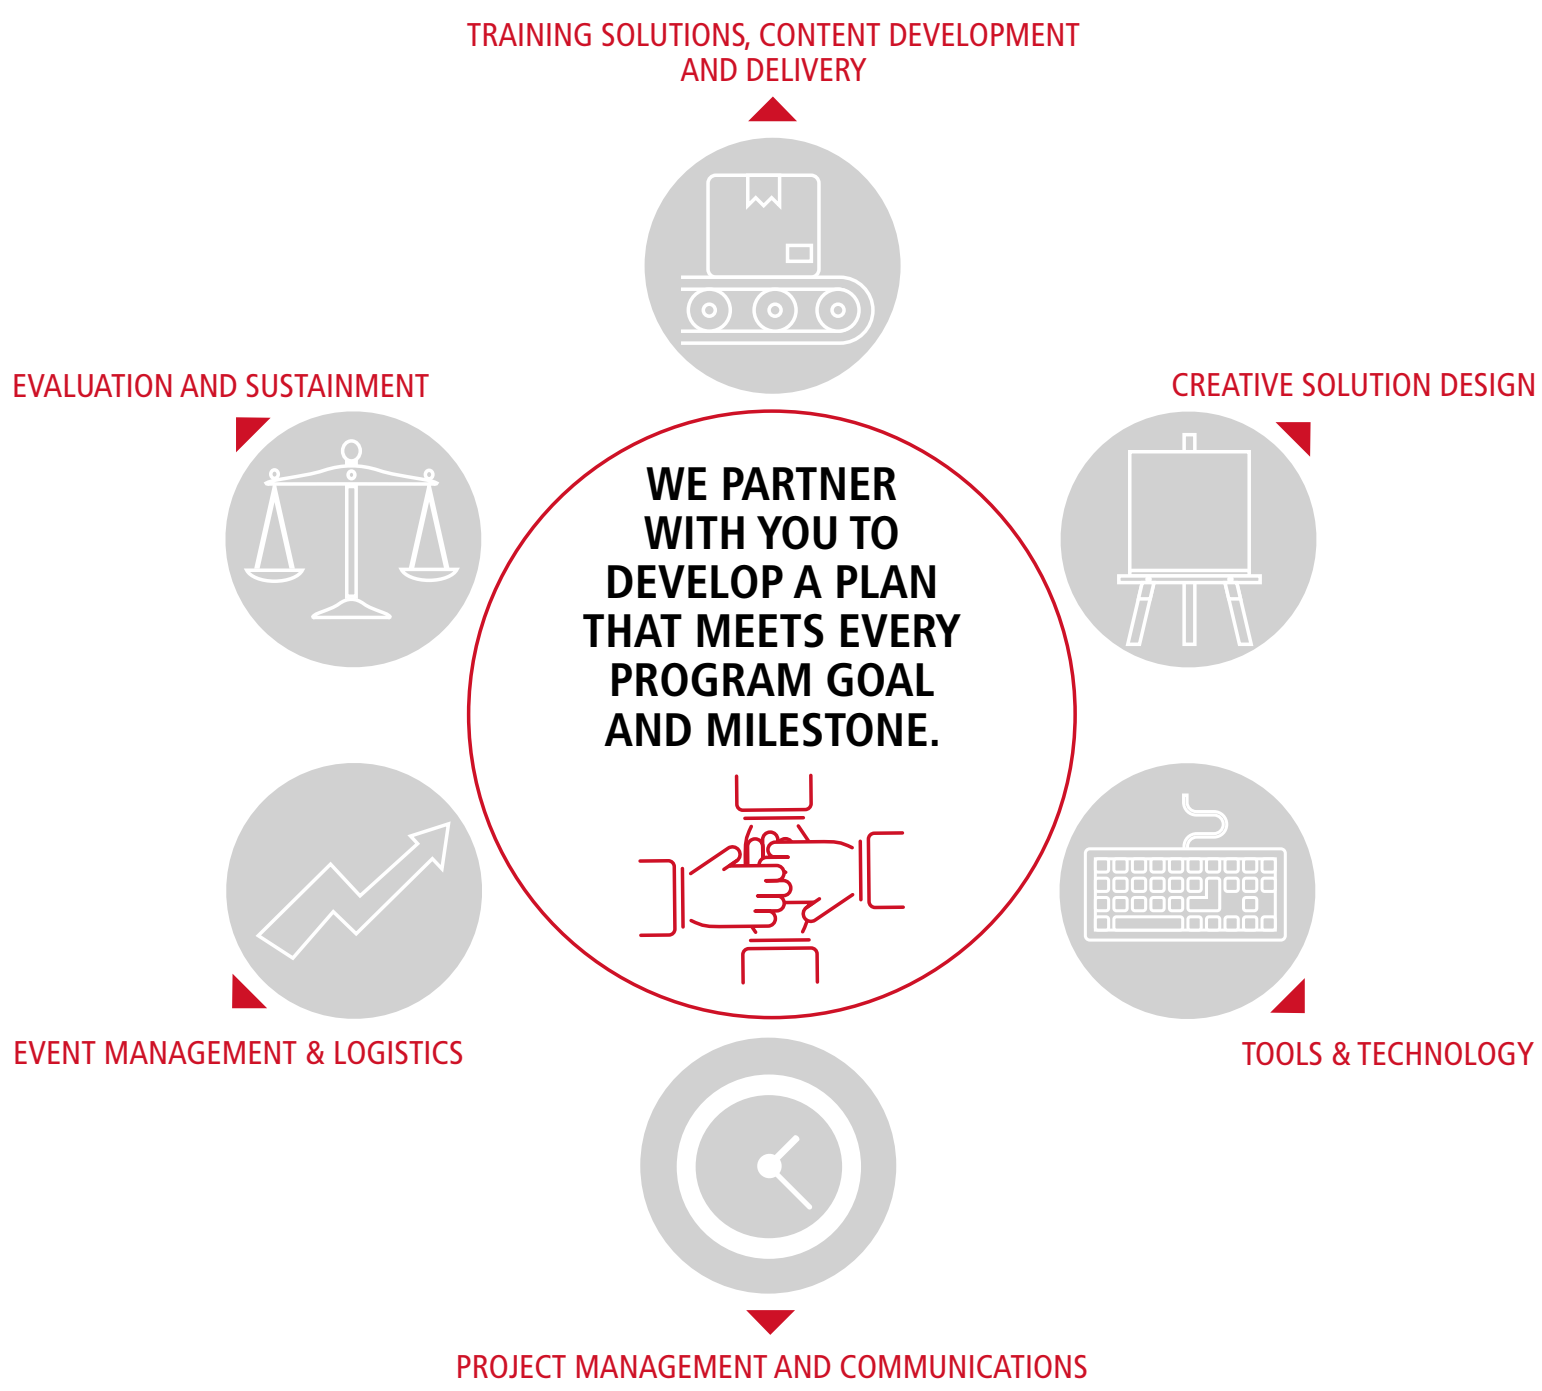 TRAINING SOLUTIONS, CONTENT DEVELOPMENT
AND DELIVERY
EVALUATION AND SUSTAINMENT
CREATIVE SOLUTION DESIGN
WE PARTNER
WITH YOU TO
DEVELOP A PLAN
THAT MEETS EVERY
PROGRAM GOAL
AND MILESTONE.
EVENT MANAGEMENT & LOGISTICS
TOOLS & TECHNOLOGY
PROJECT MANAGEMENT AND COMMUNICATIONS